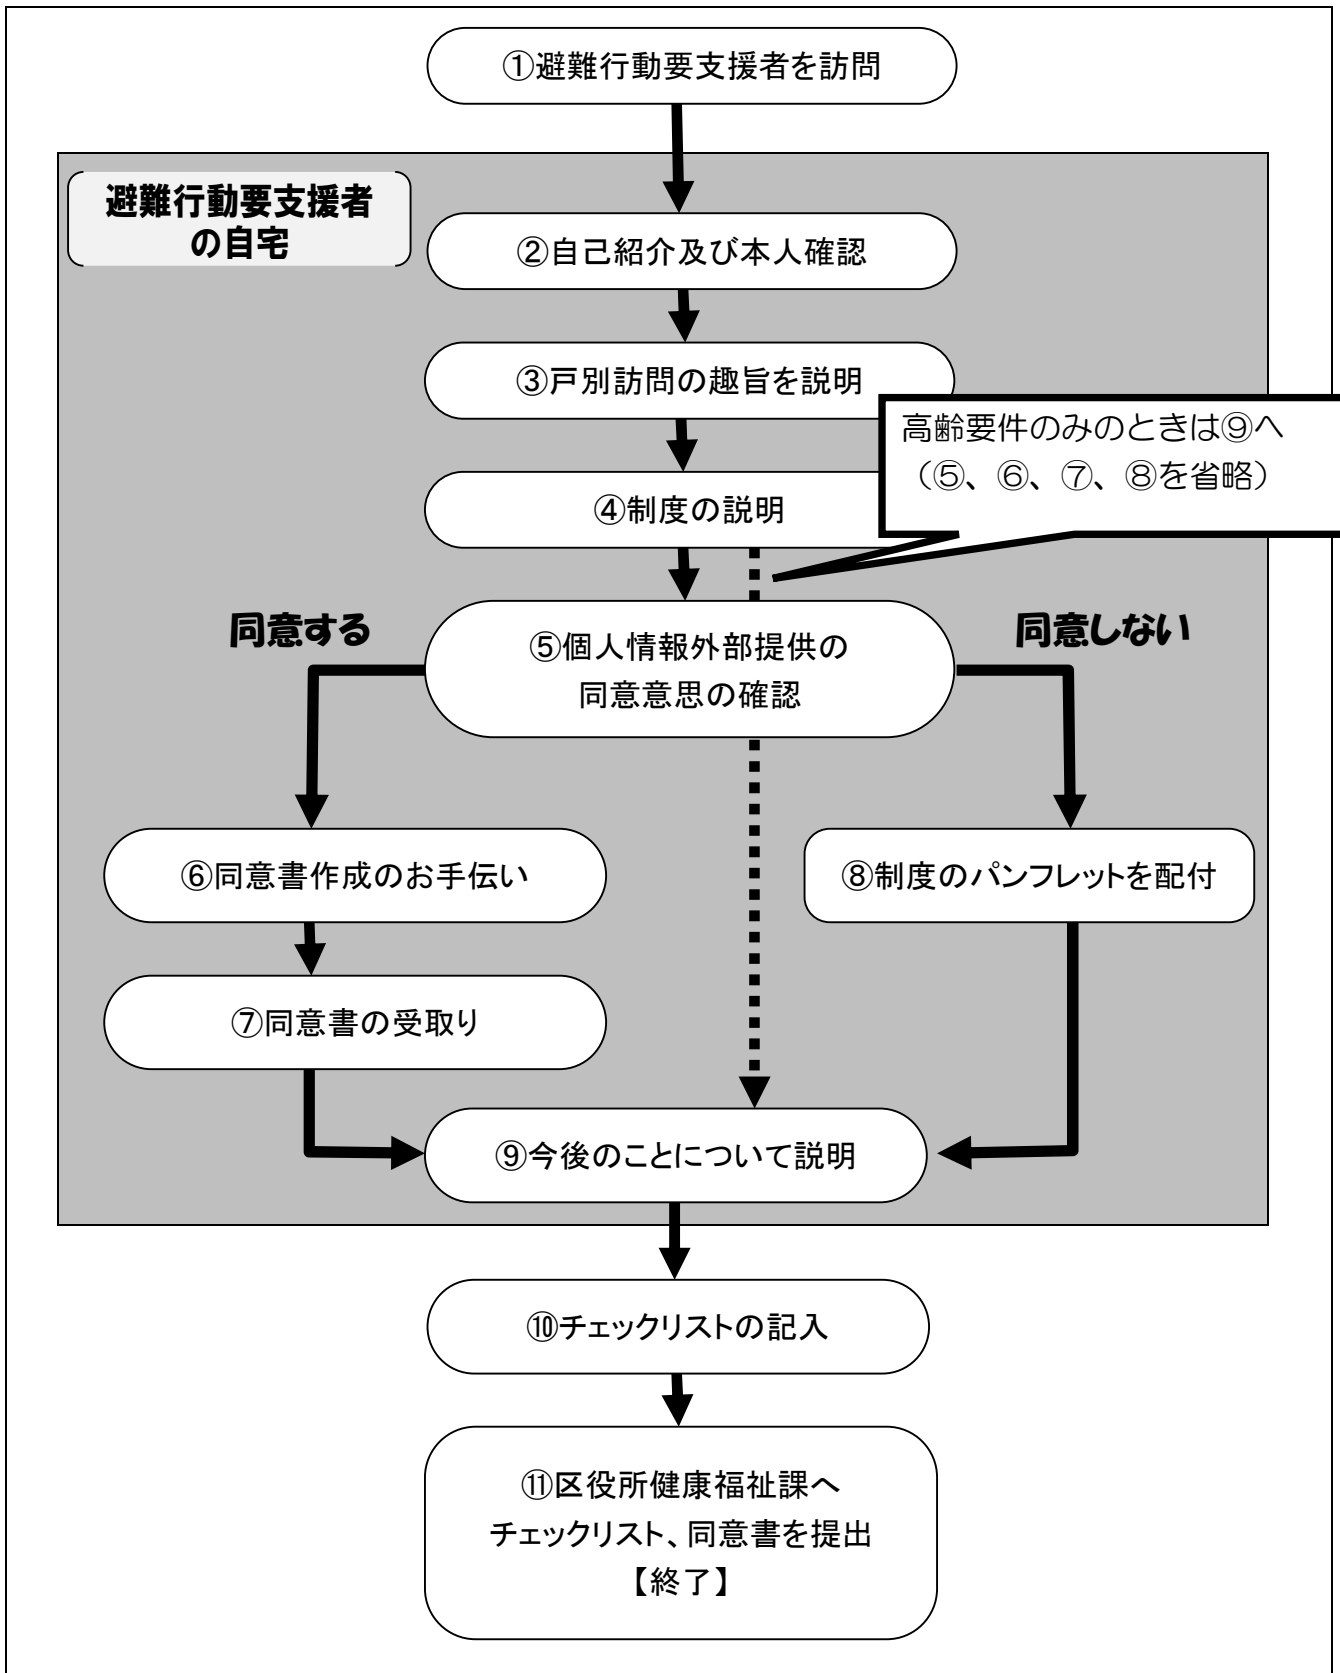 ①避難行動要支援者を訪問
避難行動要支援者
の自宅
②自己紹介及び本人確認
③戸別訪問の趣旨を説明
高齢要件のみのときは⑨へ
（⑤、⑥、⑦、⑧を省略）
④制度の説明
同意する
同意しない
⑤個人情報外部提供の
同意意思の確認
⑥同意書作成のお手伝い
⑧制度のパンフレットを配付
⑦同意書の受取り
⑨今後のことについて説明
⑩チェックリストの記入
⑪区役所健康福祉課へ
チェックリスト、同意書を提出
【終了】